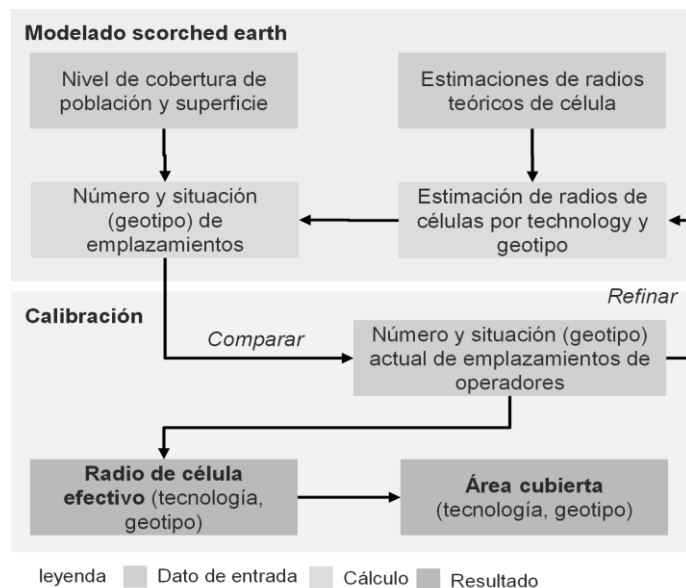 Modelado scorched earth
Nivel de cobertura de
población y superficie
Estimaciones de radios
teóricos de célula
Número y situación
(geotipo) de
emplazamientos
Estimación de radios de
células por technology y
geotipo
Refinar
Calibración
Comparar
Número y situación (geotipo)
actual de emplazamientos de
operadores
Radio de célula
efectivo (tecnología,
geotipo)
Área cubierta
(tecnología, geotipo)
leyenda Dato de entrada Cálculo Resultado